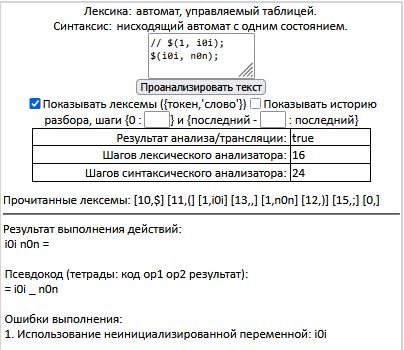 Лексика: автомат, управляемый таблицей.
Синтаксис: нисходящий автомат с одним состоянием.
// $(1, i0i);
$(i0i, n0n);
Проанализировать текст
Показывать лексемы ({токен,'слово'}) Показывать историю
разбора, шаги {0 : } и {последний - : последний}
Результат анализа/трансляции: true
Шагов лексического анализатора: 16
Шагов синтаксического анализатора: 24
Прочитанные лексемы: [10,$] [11,(] [1,i0i] [13,,] [1,n0n] [12,)] [15,;] [0,]
Результат выполнения действий:
i0i n0n =
Псевдокод (тетрады: код op1 op2 результат):
= i0i _ n0n
Ошибки выполнения:
1. Использование неинициализированной переменной: i0i